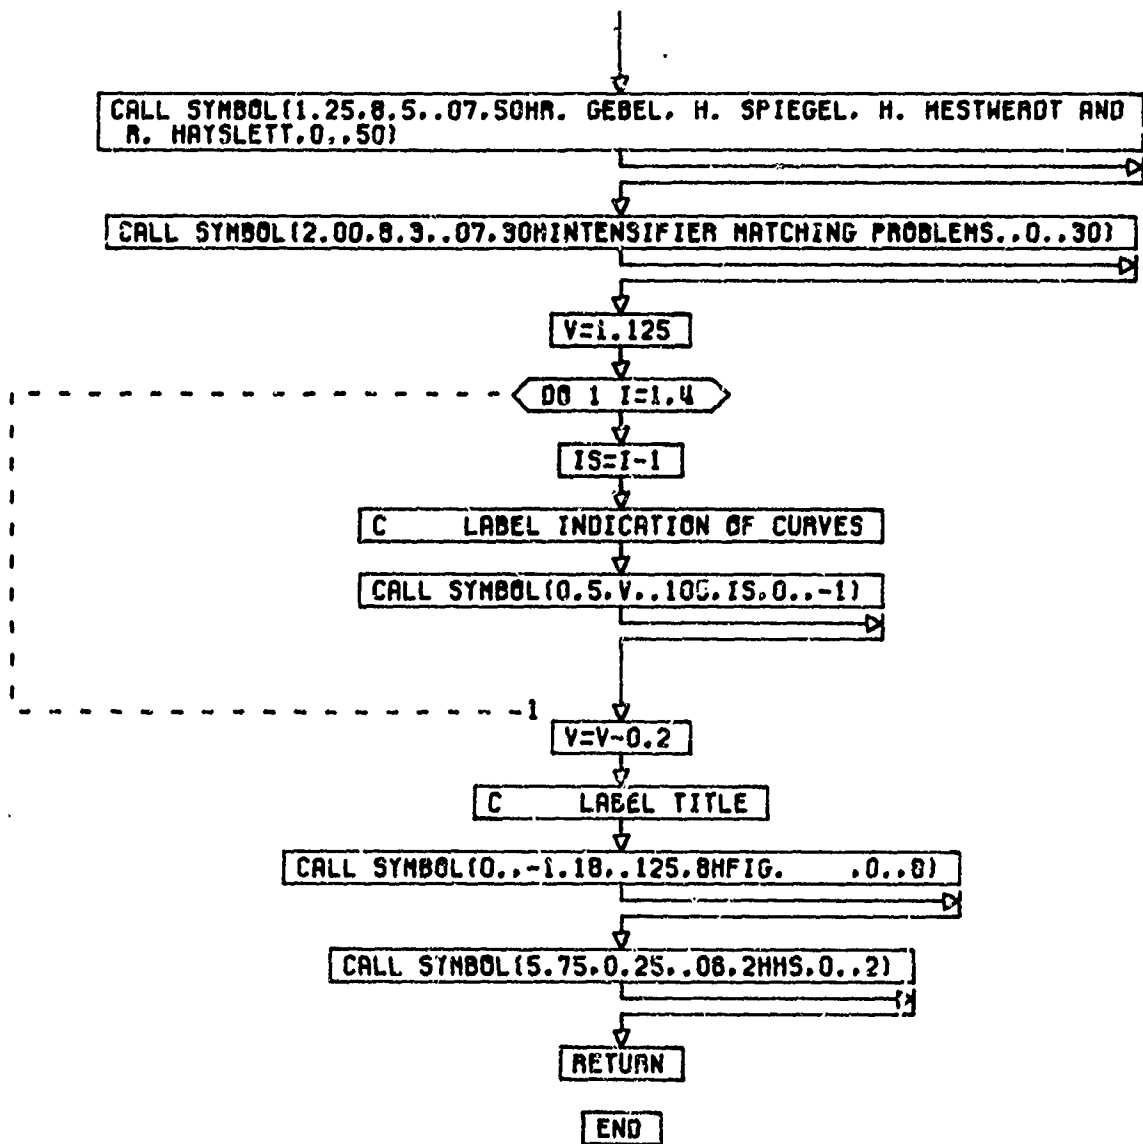 CALL SYMBOL(1.25,8.5,.07,50HR. GEBEL, H. SPIEGEL, H. MESTWERDT AND
R. HAYSLETT,0,.50)
CALL SYMBOL(2.00,8.3,.07,30HINTENSIFIER MATCHING PROBLEMS.,0.,30)
V=1.125
DO 1 I=1,4
IS=I-1
C LABEL INDICATION OF CURVES
CALL SYMBOL(0.5,V,.105,IS,0.,-1)
1
V=V-0.2
C LABEL TITLE
CALL SYMBOL(0.,-1.18,.125,8HFIG. ,0.,8)
CALL SYMBOL(5.75,0.25,.08,2HHS,0.,2)
RETURN
END